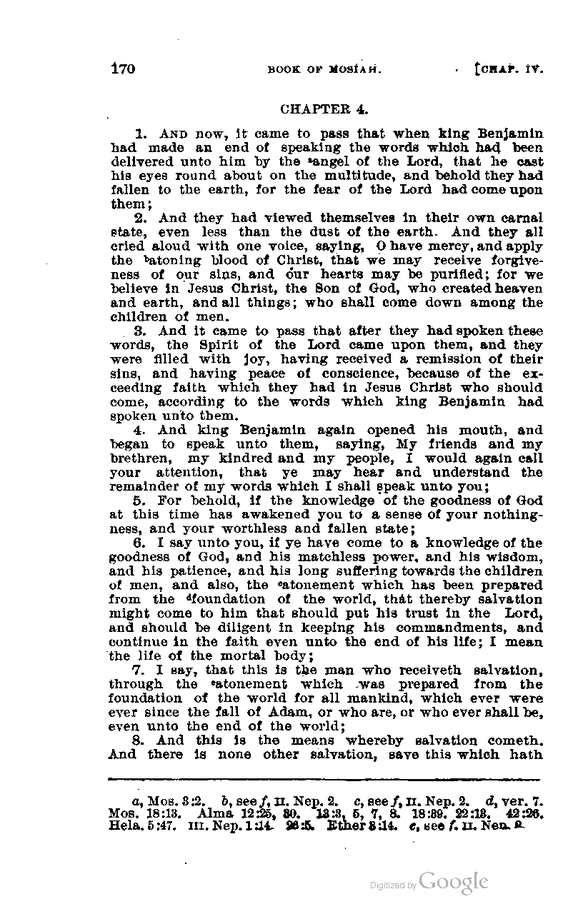 170 BOOK OF MOSIAH. [CHAP. IV.
CHAPTER 4.
1. AND now, it came to pass that when king Benjamin
had made an end of speaking the words which had been
delivered unto him by the ᵃangel of the Lord, that he cast
his eyes round about on the multitude, and behold they had
fallen to the earth, for the fear of the Lord had come upon
them;
2. And they had viewed themselves in their own carnal
state, even less than the dust of the earth. And they all
cried aloud with one voice, saying, O have mercy, and apply
the ᵇatoning blood of Christ, that we may receive forgive-
ness of our sins, and our hearts may be purified; for we
believe in Jesus Christ, the Son of God, who created heaven
and earth, and all things; who shall come down among the
children of men.
3. And it came to pass that after they had spoken these
words, the Spirit of the Lord came upon them, and they
were filled with joy, having received a remission of their
sins, and having peace of conscience, because of the ex-
ceeding faith which they had in Jesus Christ who should
come, according to the words which king Benjamin had
spoken unto them.
4. And king Benjamin again opened his mouth, and
began to speak unto them, saying, My friends and my
brethren, my kindred and my people, I would again call
your attention, that ye may hear and understand the
remainder of my words which I shall speak unto you;
5. For behold, if the knowledge of the goodness of God
at this time has awakened you to a sense of your nothing-
ness, and your worthless and fallen state;
6. I say unto you, if ye have come to a knowledge of the
goodness of God, and his matchless power, and his wisdom,
and his patience, and his long suffering towards the children
of men, and also, the ᶜatonement which has been prepared
from the ᵈfoundation of the world, that thereby salvation
might come to him that should put his trust in the Lord,
and should be diligent in keeping his commandments, and
continue in the faith even unto the end of his life; I mean
the life of the mortal body;
7. I say, that this is the man who receiveth salvation,
through the ᵉatonement which was prepared from the
foundation of the world for all mankind, which ever were
ever since the fall of Adam, or who are, or who ever shall be,
even unto the end of the world;
8. And this is the means whereby salvation cometh.
And there is none other salvation, save this which hath
a, Mos. 3:2. b, see f, II. Nep. 2. c, see f, II. Nep. 2. d, ver. 7.
Mos. 18:13. Alma 12:25, 30. 13:3, 5, 7, 8. 18:39. 22:13. 42:26.
Hela. 5:47. III. Nep. 1:14. 26:5. Ether 3:14. e, see f. II. Nep. 2.
Digitized by Google